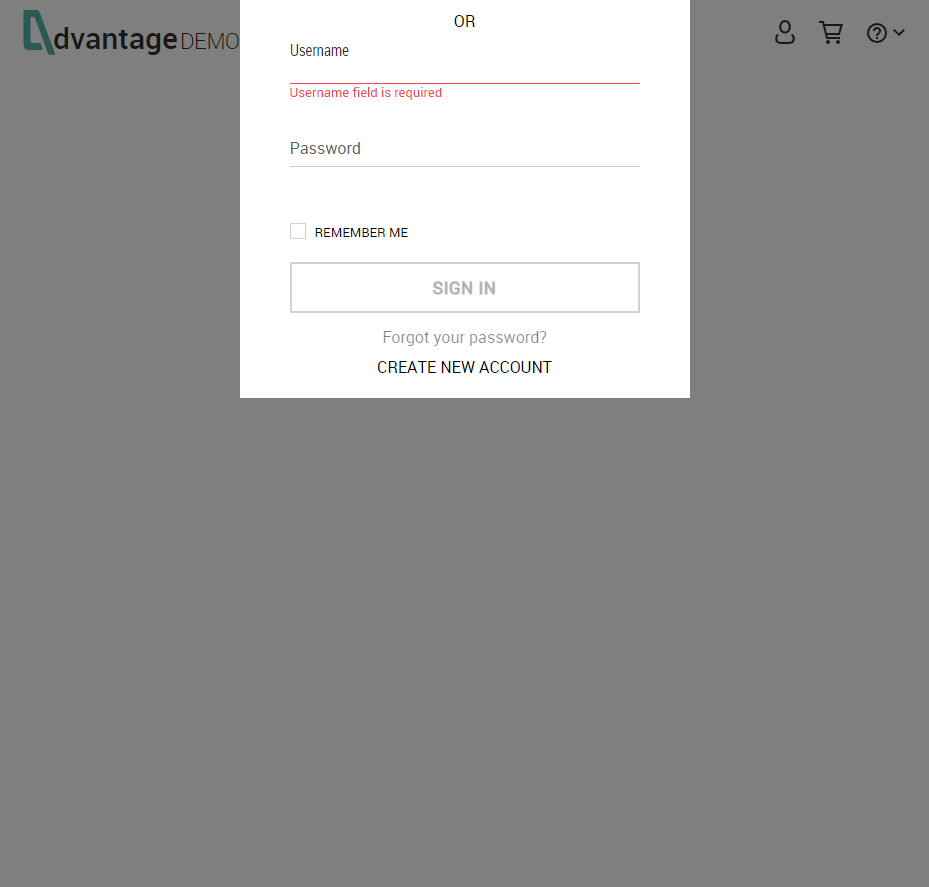 dvantage DEMO
OR
Username
Username field is required
Password
REMEMBER ME
SIGN IN
Forgot your password?
CREATE NEW ACCOUNT